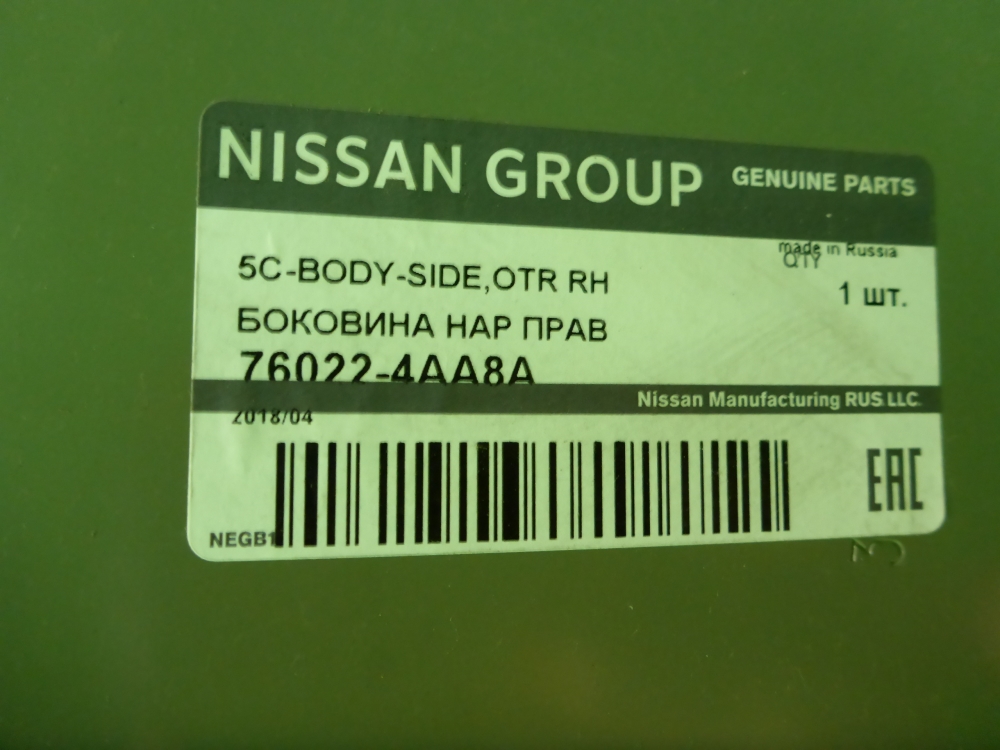 NISSAN GROUP GENUINE PARTS
made in Russia
QTY
5C-BODY-SIDE,OTR RH
1 шт.
БОКОВИНА НАР ПРАВ
76022-4AA8A
Nissan Manufacturing RUS LLC.
2018/04
EAC
NEGB1
3